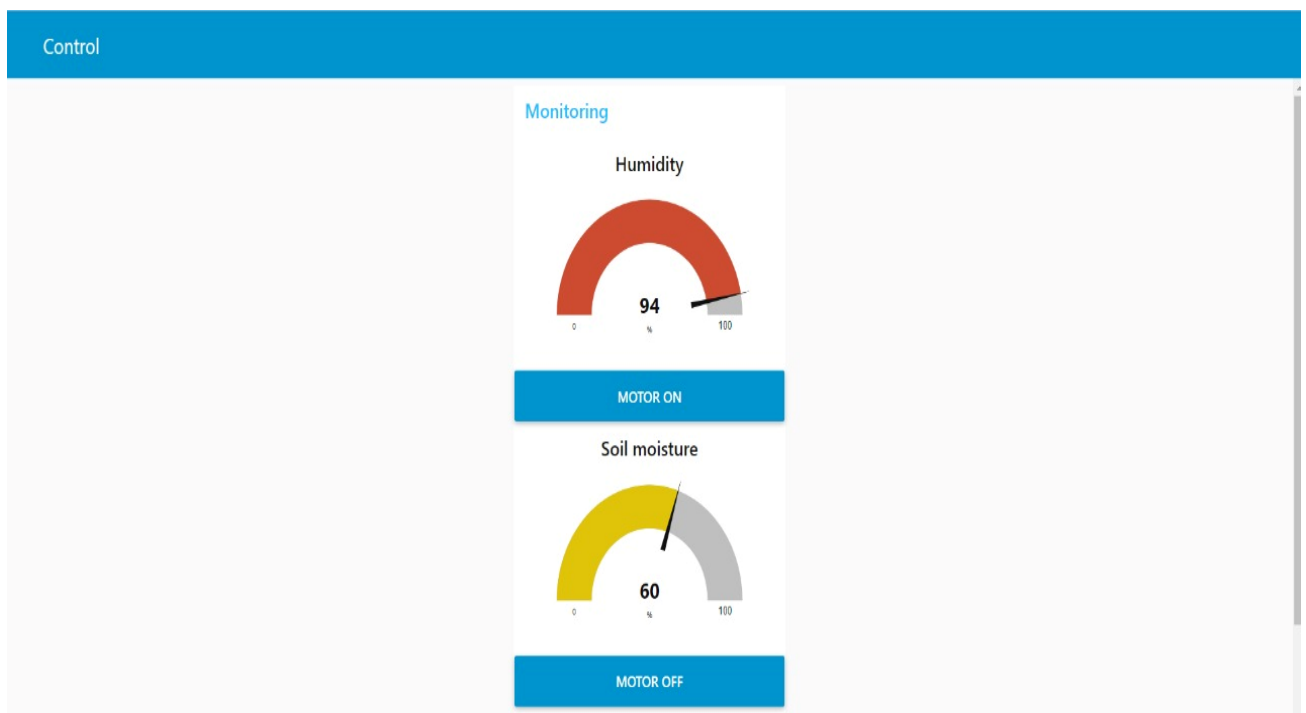 Control
Monitoring
Humidity
94
0
%
100
MOTOR ON
Soil moisture
60
0
%
100
MOTOR OFF